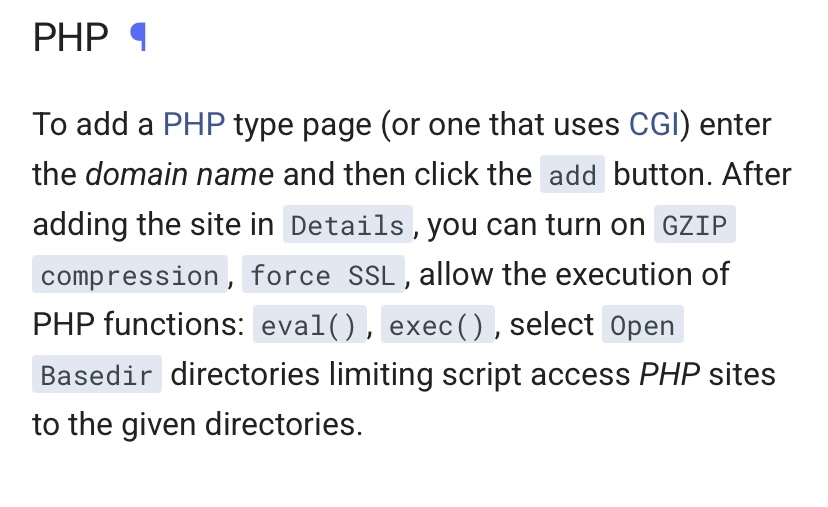 PHP ¶
To add a PHP type page (or one that uses CGI) enter
the domain name and then click the add button. After
adding the site in Details, you can turn on GZIP
compression, force SSL, allow the execution of
PHP functions: eval(), exec(), select Open
Basedir directories limiting script access PHP sites
to the given directories.